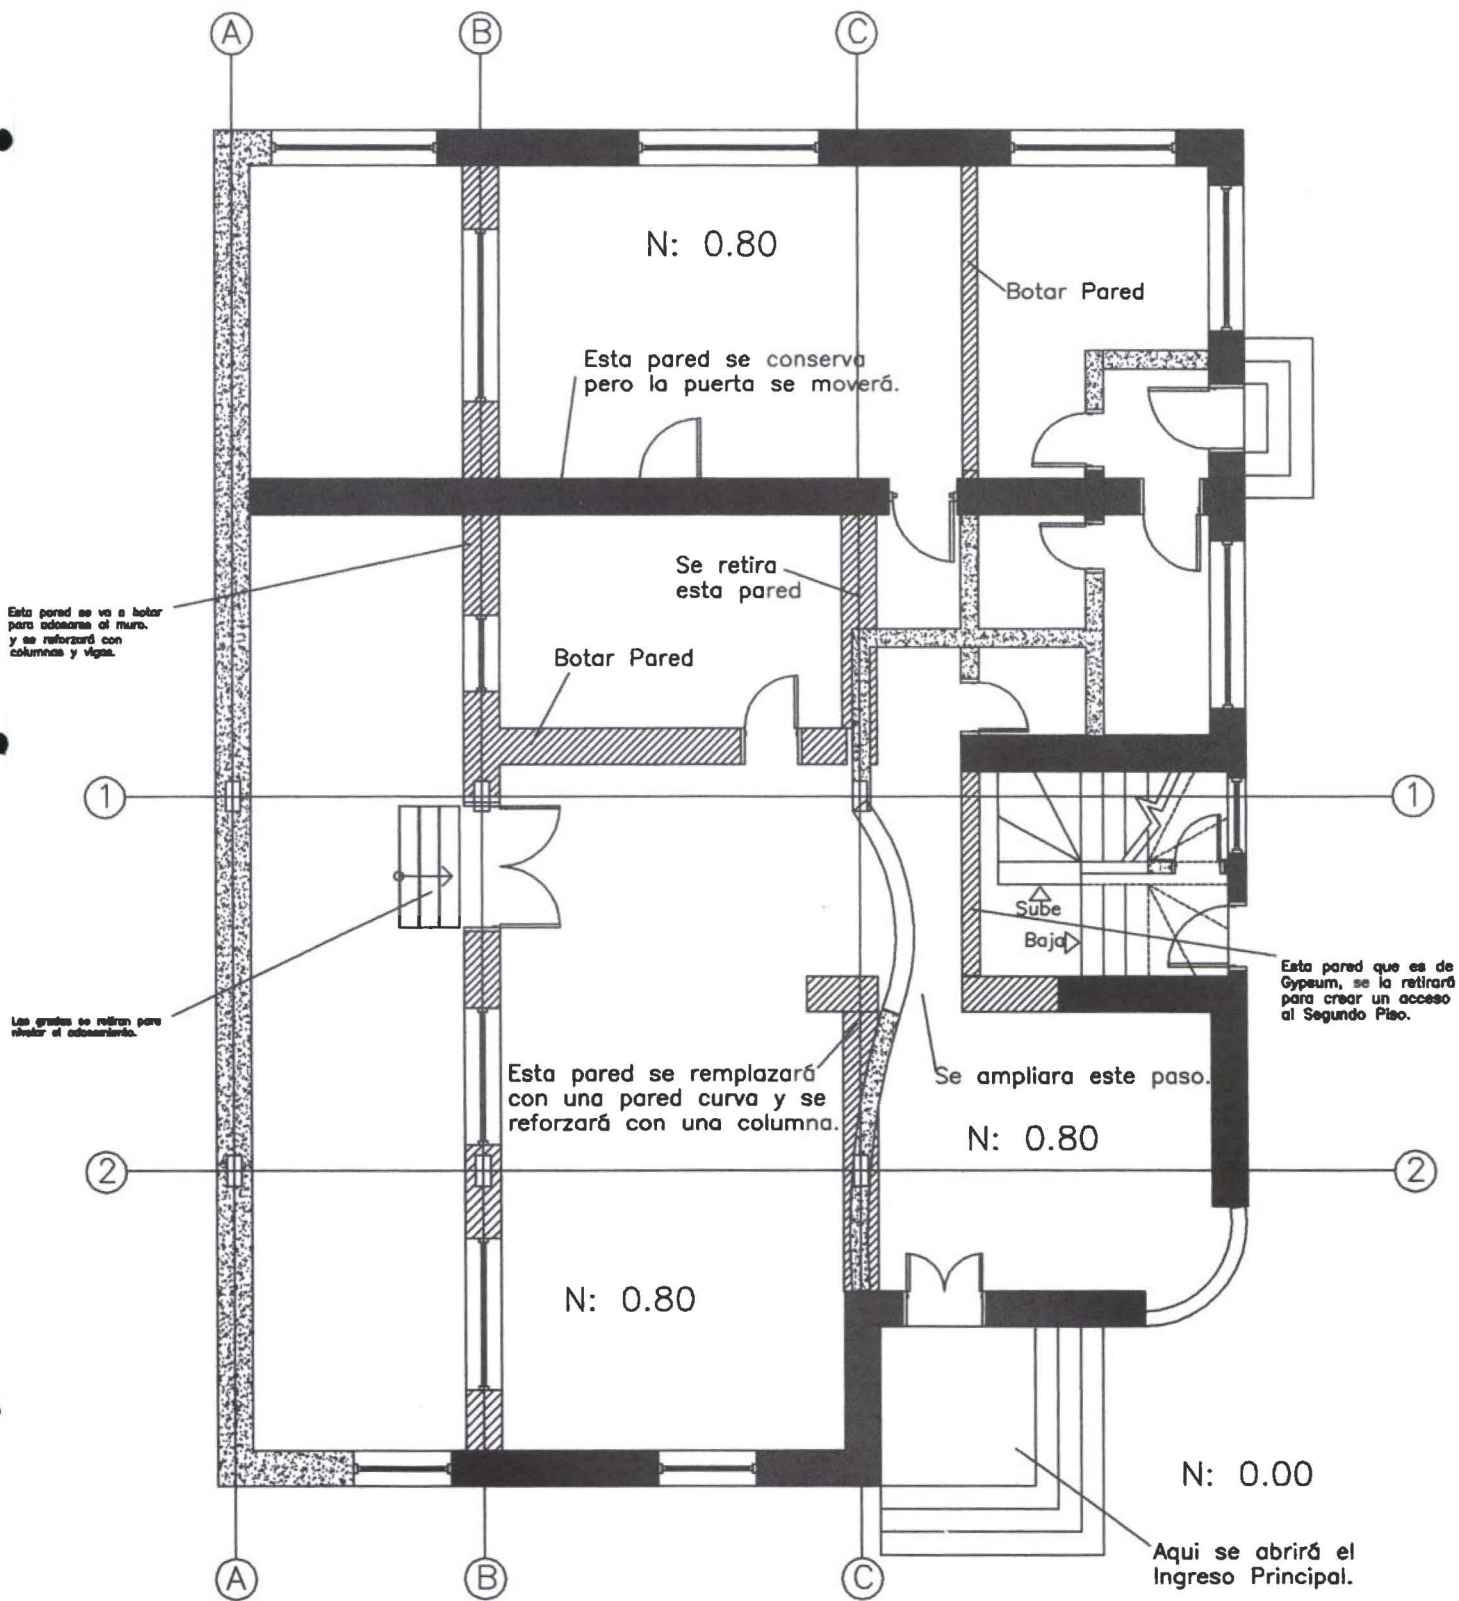 A
B
C
N: 0.80
Botar Pared
Esta pared se conserva
pero la puerta se moverá.
Se retira
esta pared
Esta pared se va a botar
para adosarse al muro.
y se reforzará con
columnas y vigas.
Botar Pared
1
1
Sube
Baja
Esta pared que es de
Gypsum, se la retirará
para crear un acceso
al Segundo Piso.
Las gradas se retiran para
nivelar el adosamiento.
Esta pared se remplazará
con una pared curva y se
reforzará con una columna.
Se ampliara este paso.
N: 0.80
2
2
N: 0.80
N: 0.00
Aqui se abrirá el
Ingreso Principal.
A
B
C